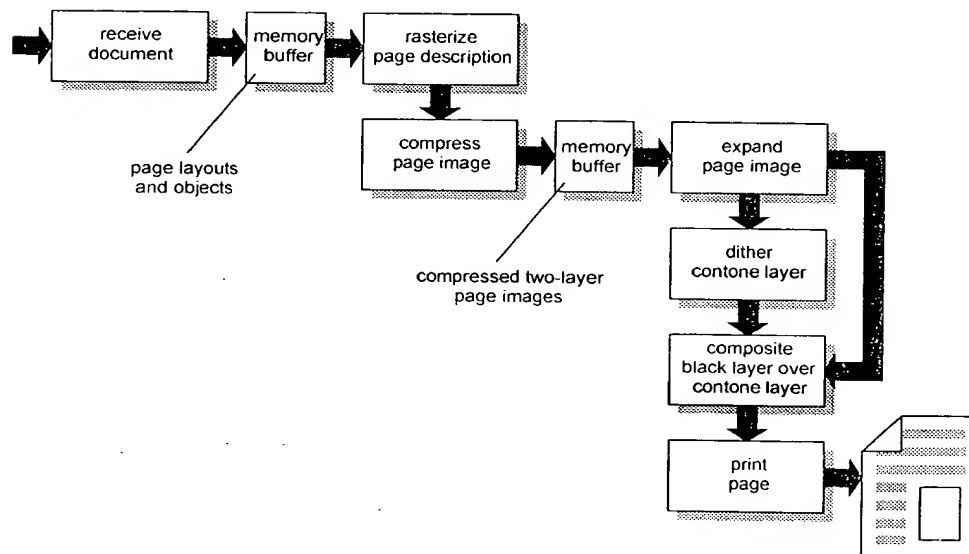 receive
document
memory
buffer
rasterize
page description
page layouts
and objects
compress
page image
memory
buffer
expand
page image
compressed two-layer
page images
dither
contone layer
composite
black layer over
contone layer
print
page